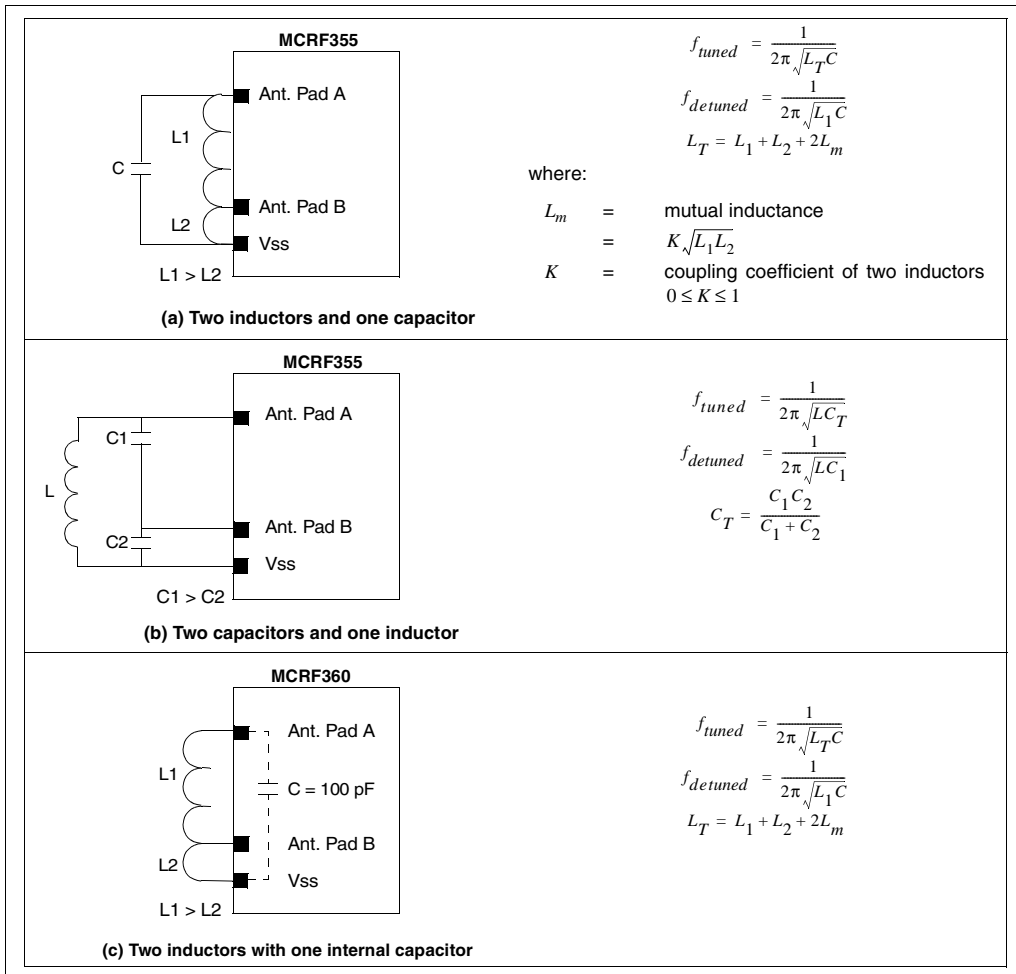 MCRF355
Ant. Pad A
L1
C
Ant. Pad B
L2
Vss
L1 > L2
(a) Two inductors and one capacitor
f_tuned = 1 / (2π√(L_T C))
f_detuned = 1 / (2π√(L_1 C))
L_T = L_1 + L_2 + 2L_m
where:
L_m = mutual inductance
= K√(L_1 L_2)
K = coupling coefficient of two inductors
0 ≤ K ≤ 1
MCRF355
Ant. Pad A
C1
L
Ant. Pad B
C2
Vss
C1 > C2
(b) Two capacitors and one inductor
f_tuned = 1 / (2π√(LC_T))
f_detuned = 1 / (2π√(LC_1))
C_T = C_1 C_2 / (C_1 + C_2)
MCRF360
Ant. Pad A
L1
C = 100 pF
Ant. Pad B
L2
Vss
L1 > L2
(c) Two inductors with one internal capacitor
f_tuned = 1 / (2π√(L_T C))
f_detuned = 1 / (2π√(L_1 C))
L_T = L_1 + L_2 + 2L_m